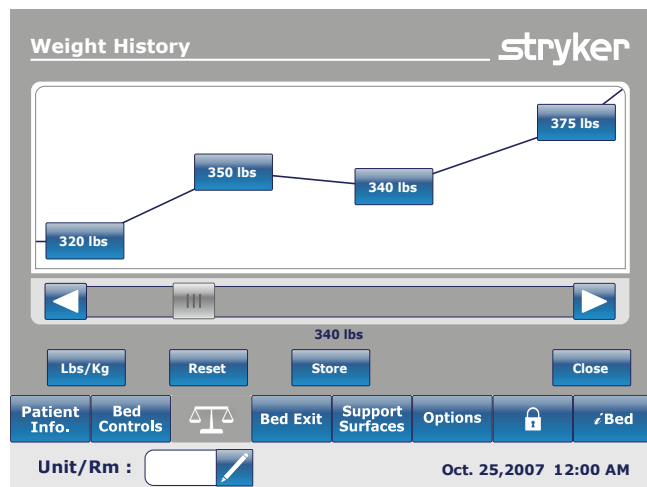 Weight History
stryker
375 lbs
350 lbs
340 lbs
320 lbs
340 lbs
Lbs/Kg Reset Store Close
Patient Info. Bed Controls Bed Exit Support Surfaces Options iBed
Unit/Rm : Oct. 25,2007 12:00 AM